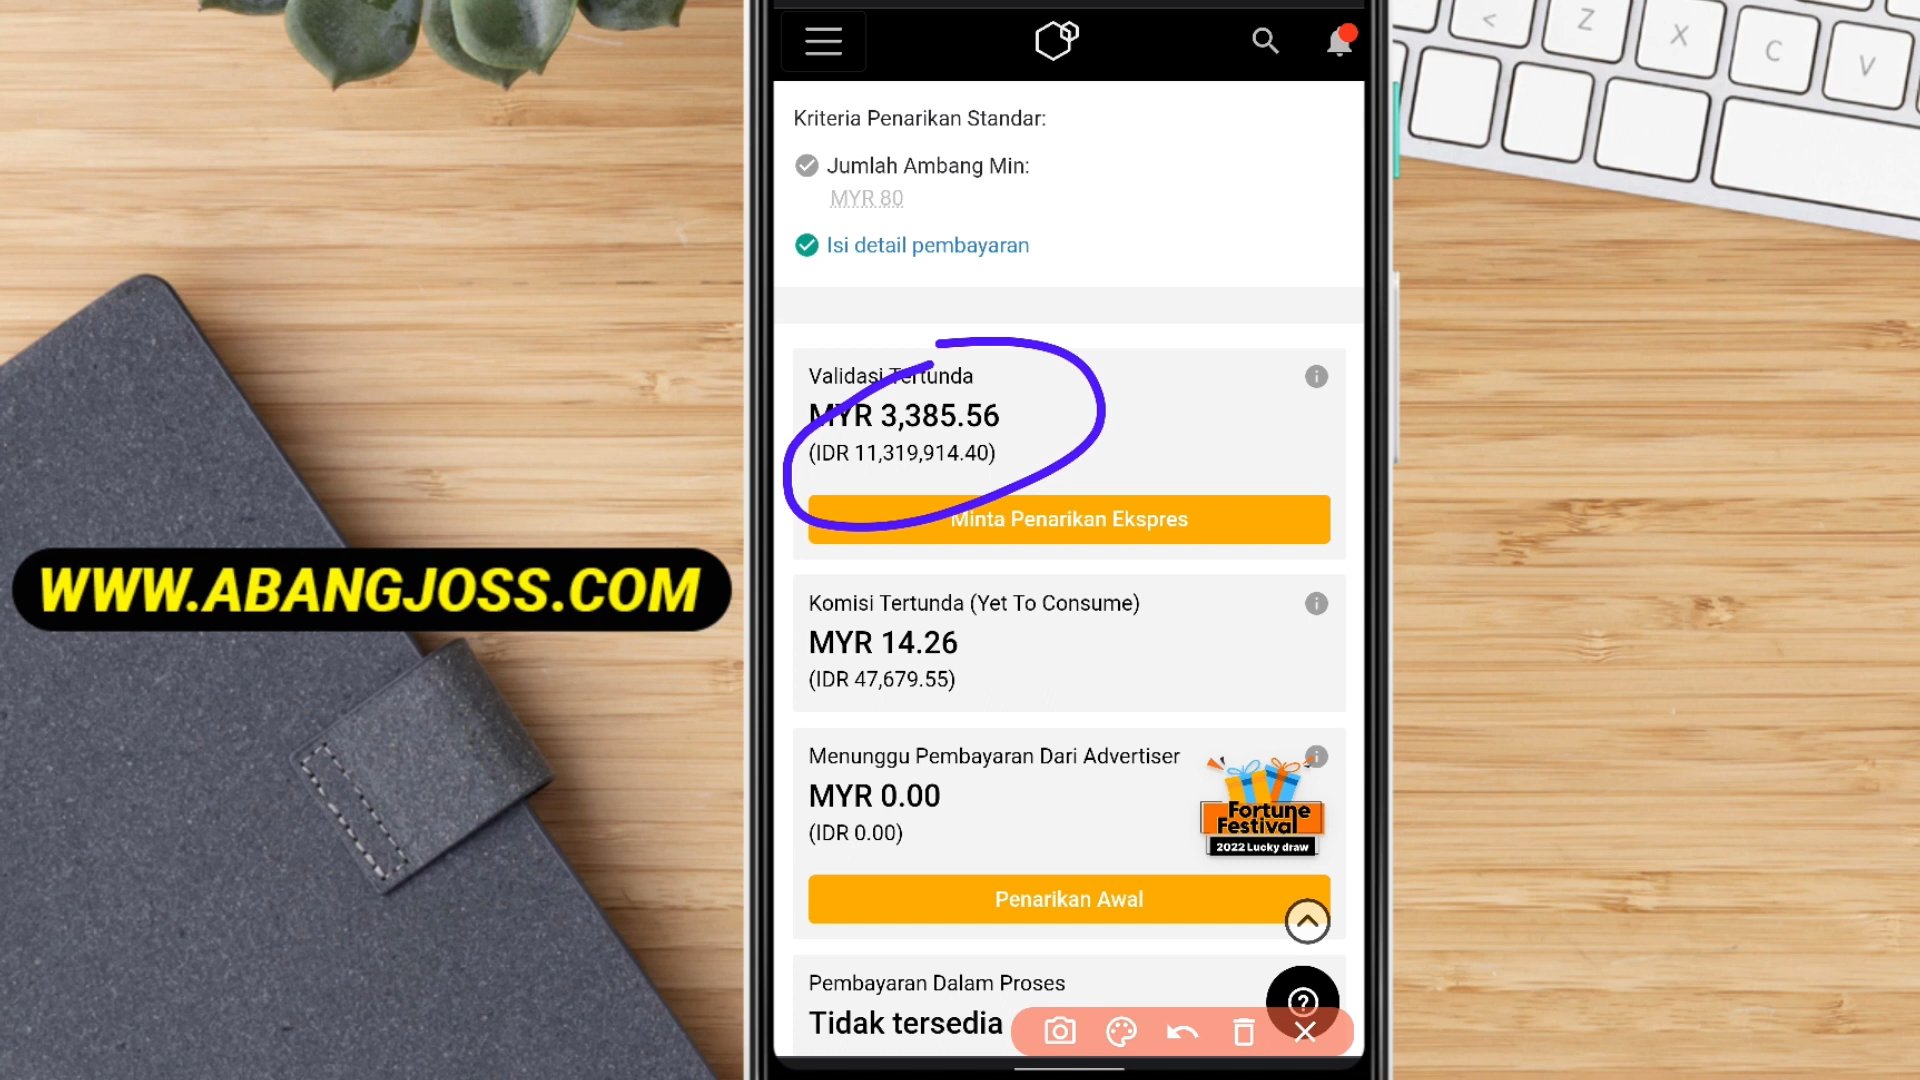 < Z X C V
Kriteria Penarikan Standar:
Jumlah Ambang Min:
MYR 80
Isi detail pembayaran
Validasi Tertunda
MYR 3,385.56
(IDR 11,319,914.40)
Minta Penarikan Ekspres
WWW.ABANGJOSS.COM
Komisi Tertunda (Yet To Consume)
MYR 14.26
(IDR 47,679.55)
Menunggu Pembayaran Dari Advertiser
MYR 0.00
(IDR 0.00)
Fortune
Festival
2022 Lucky draw
Penarikan Awal
Pembayaran Dalam Proses
Tidak tersedia